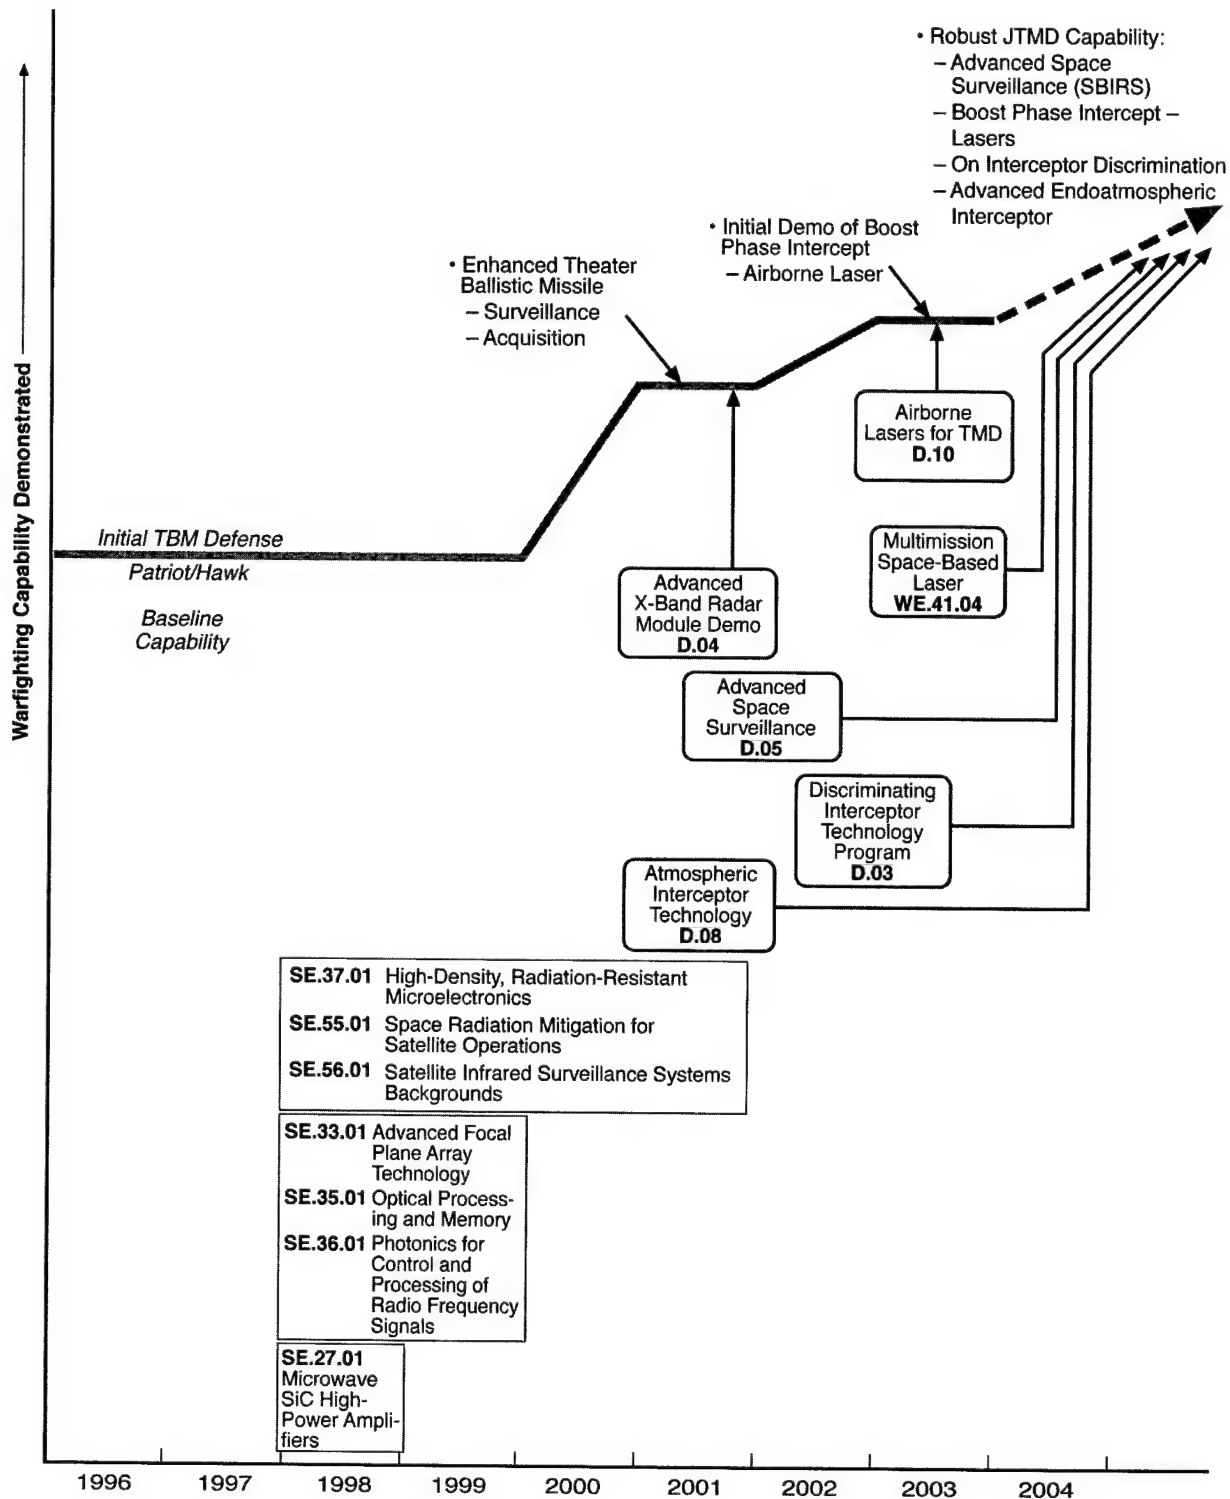 • Robust JTMD Capability:
– Advanced Space
Surveillance (SBIRS)
– Boost Phase Intercept –
Lasers
– On Interceptor Discrimination
– Advanced Endoatmospheric
Interceptor
• Initial Demo of Boost
Phase Intercept
– Airborne Laser
• Enhanced Theater
Ballistic Missile
– Surveillance
– Acquisition
Warfighting Capability Demonstrated
Airborne
Lasers for TMD
D.10
Initial TBM Defense
Patriot/Hawk
Baseline
Capability
Multimission
Space-Based
Laser
WE.41.04
Advanced
X-Band Radar
Module Demo
D.04
Advanced
Space
Surveillance
D.05
Discriminating
Interceptor
Technology
Program
D.03
Atmospheric
Interceptor
Technology
D.08
SE.37.01 High-Density, Radiation-Resistant
Microelectronics
SE.55.01 Space Radiation Mitigation for
Satellite Operations
SE.56.01 Satellite Infrared Surveillance Systems
Backgrounds
SE.33.01 Advanced Focal
Plane Array
Technology
SE.35.01 Optical Process-
ing and Memory
SE.36.01 Photonics for
Control and
Processing of
Radio Frequency
Signals
SE.27.01
Microwave
SiC High-
Power Ampli-
fiers
1996 1997 1998 1999 2000 2001 2002 2003 2004